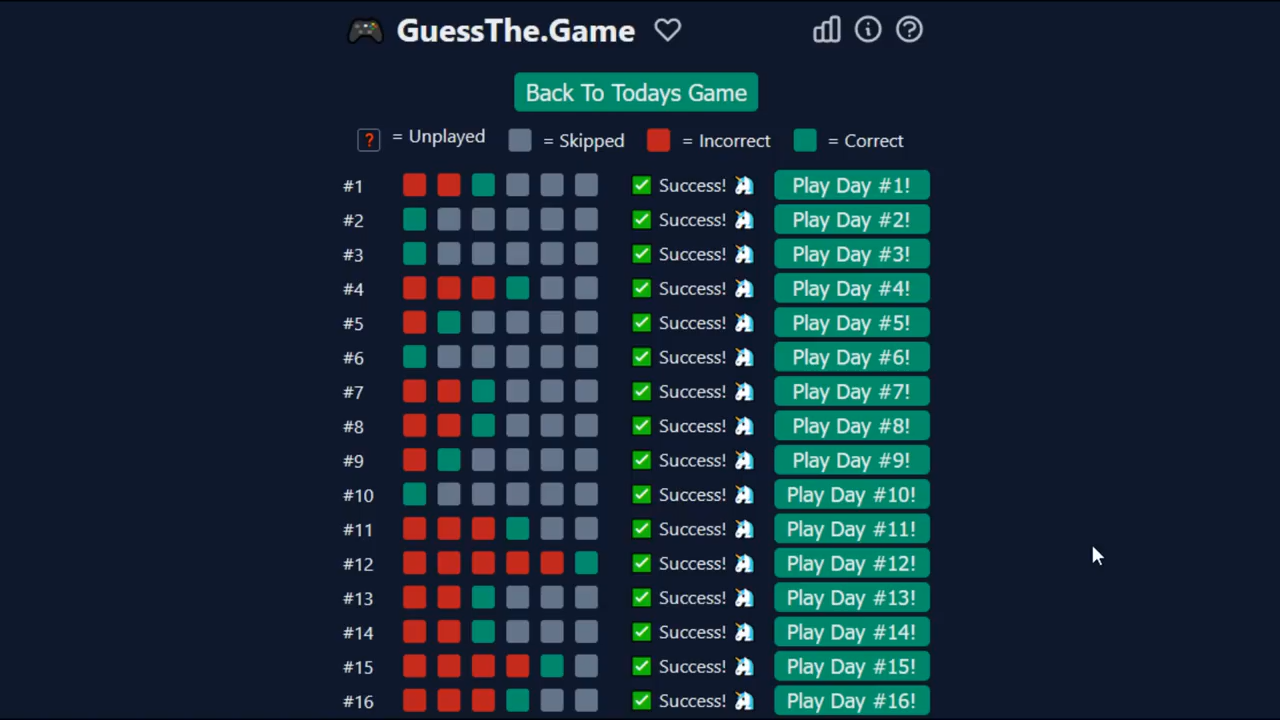 GuessThe.Game
Back To Todays Game
? = Unplayed = Skipped = Incorrect = Correct
#1 Success! Play Day #1!
#2 Success! Play Day #2!
#3 Success! Play Day #3!
#4 Success! Play Day #4!
#5 Success! Play Day #5!
#6 Success! Play Day #6!
#7 Success! Play Day #7!
#8 Success! Play Day #8!
#9 Success! Play Day #9!
#10 Success! Play Day #10!
#11 Success! Play Day #11!
#12 Success! Play Day #12!
#13 Success! Play Day #13!
#14 Success! Play Day #14!
#15 Success! Play Day #15!
#16 Success! Play Day #16!